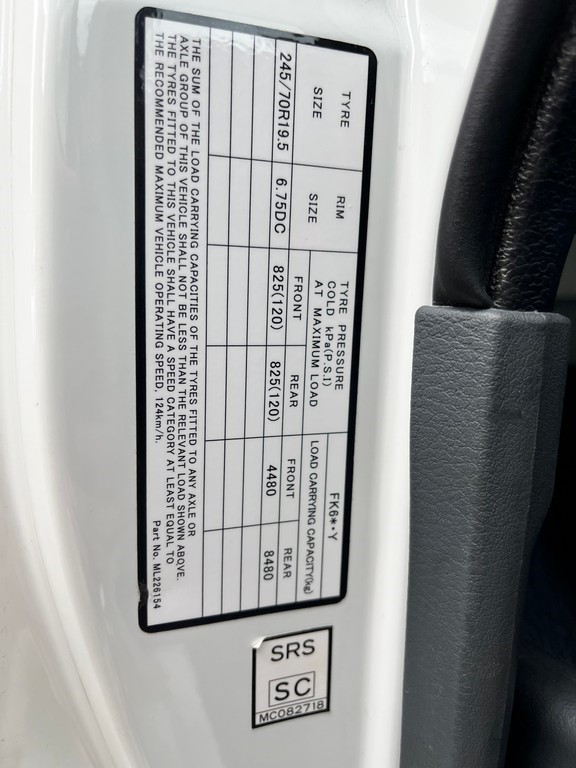 FK6*·Y
TYRE SIZE
RIM SIZE
TYRE PRESSURE COLD kPa(P.S.I) AT MAXIMUM LOAD
LOAD CARRYING CAPACITY(kg)
FRONT REAR FRONT REAR
245/70R19.5 6.75DC 825(120) 825(120) 4480 8480
THE SUM OF THE LOAD CARRYING CAPACITIES OF THE TYRES FITTED TO ANY AXLE OR
AXLE GROUP OF THIS VEHICLE SHALL NOT BE LESS THAN THE RELEVANT LOAD SHOWN ABOVE.
THE TYRES FITTED TO THIS VEHICLE SHALL HAVE A SPEED CATEGORY AT LEAST EQUAL TO
THE RECOMMENDED MAXIMUM VEHICLE OPERATING SPEED, 124km/h.
Part No. ML226154
SRS
SC
MC082718